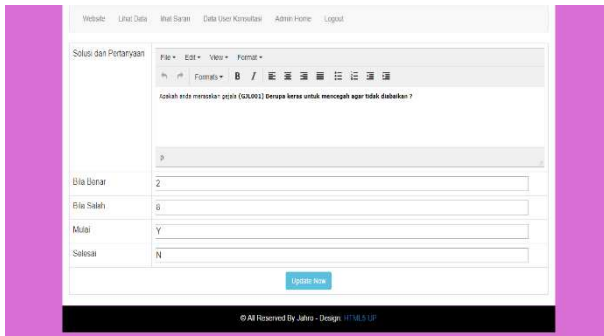 Website Lihat Data lihat Saran Data User Konsultasi Admin Home Logout
Solusi dan Pertanyaan
File Edit View Format
Formats B I
Apakah anda merasakan gejala (GJL001) Berupa keras untuk mencegah agar tidak diabaikan ?
p
Bila Benar 2
Bila Salah 6
Mulai Y
Selesai N
Update Now
© All Reserved By Jahro - Design: HTML5 UP